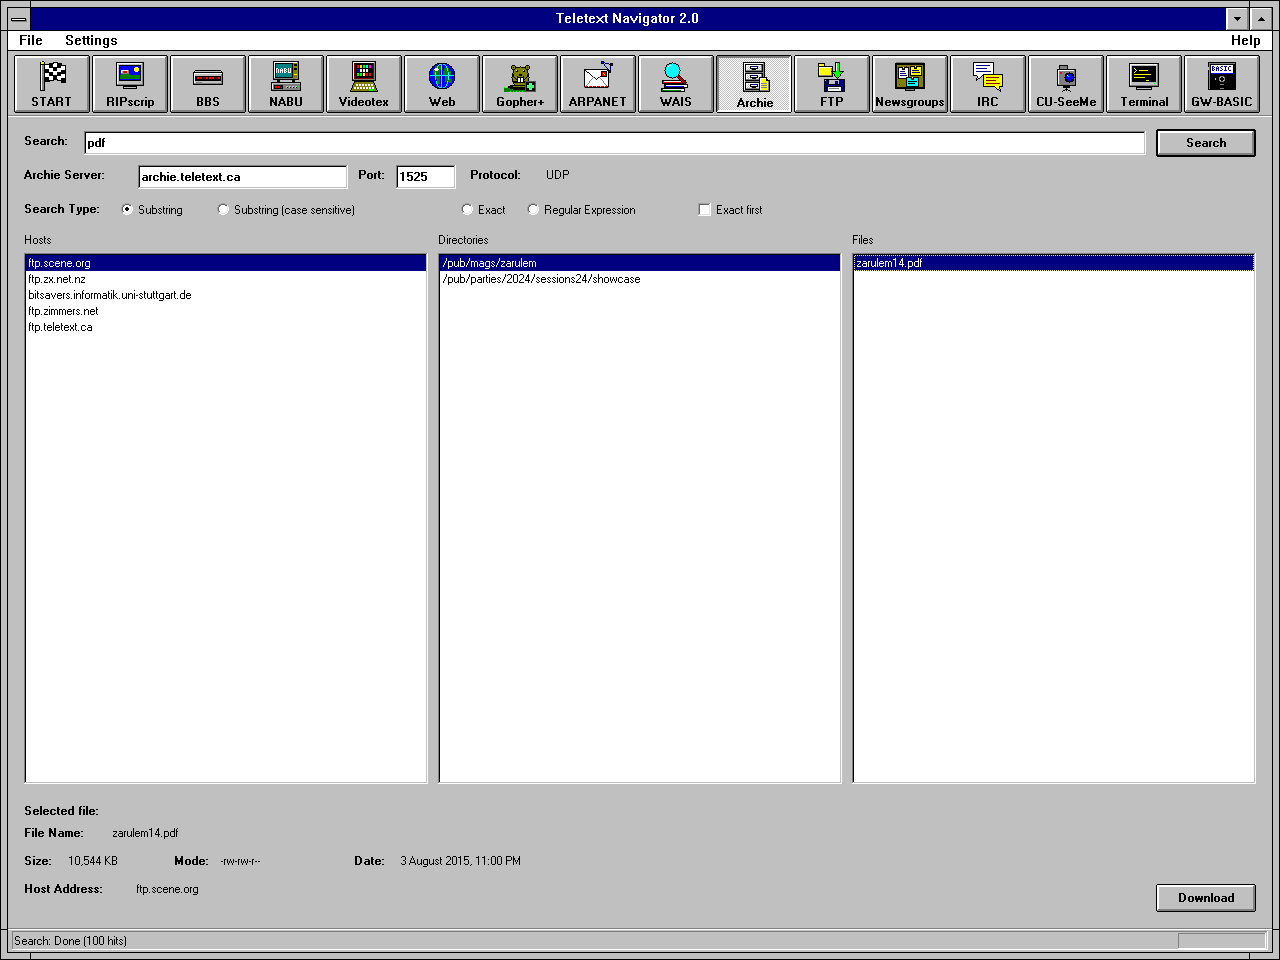 Teletext Navigator 2.0
File Settings Help
START RIPscrip BBS NABU Videotex Web Gopher+ ARPANET WAIS Archie FTP Newsgroups IRC CU-SeeMe Terminal GW-BASIC
Search: pdf Search
Archie Server: archie.teletext.ca Port: 1525 Protocol: UDP
Search Type: Substring Substring (case sensitive) Exact Regular Expression Exact first
Hosts Directories Files
ftp.scene.org /pub/mags/zarulem zarulem14.pdf
ftp.zx.net.nz /pub/parties/2024/sessions24/showcase
bitsavers.informatik.uni-stuttgart.de
ftp.zimmers.net
ftp.teletext.ca
Selected file:
File Name: zarulem14.pdf
Size: 10,544 KB Mode: -rw-rw-r-- Date: 3 August 2015, 11:00 PM
Host Address: ftp.scene.org
Download
Search: Done (100 hits)